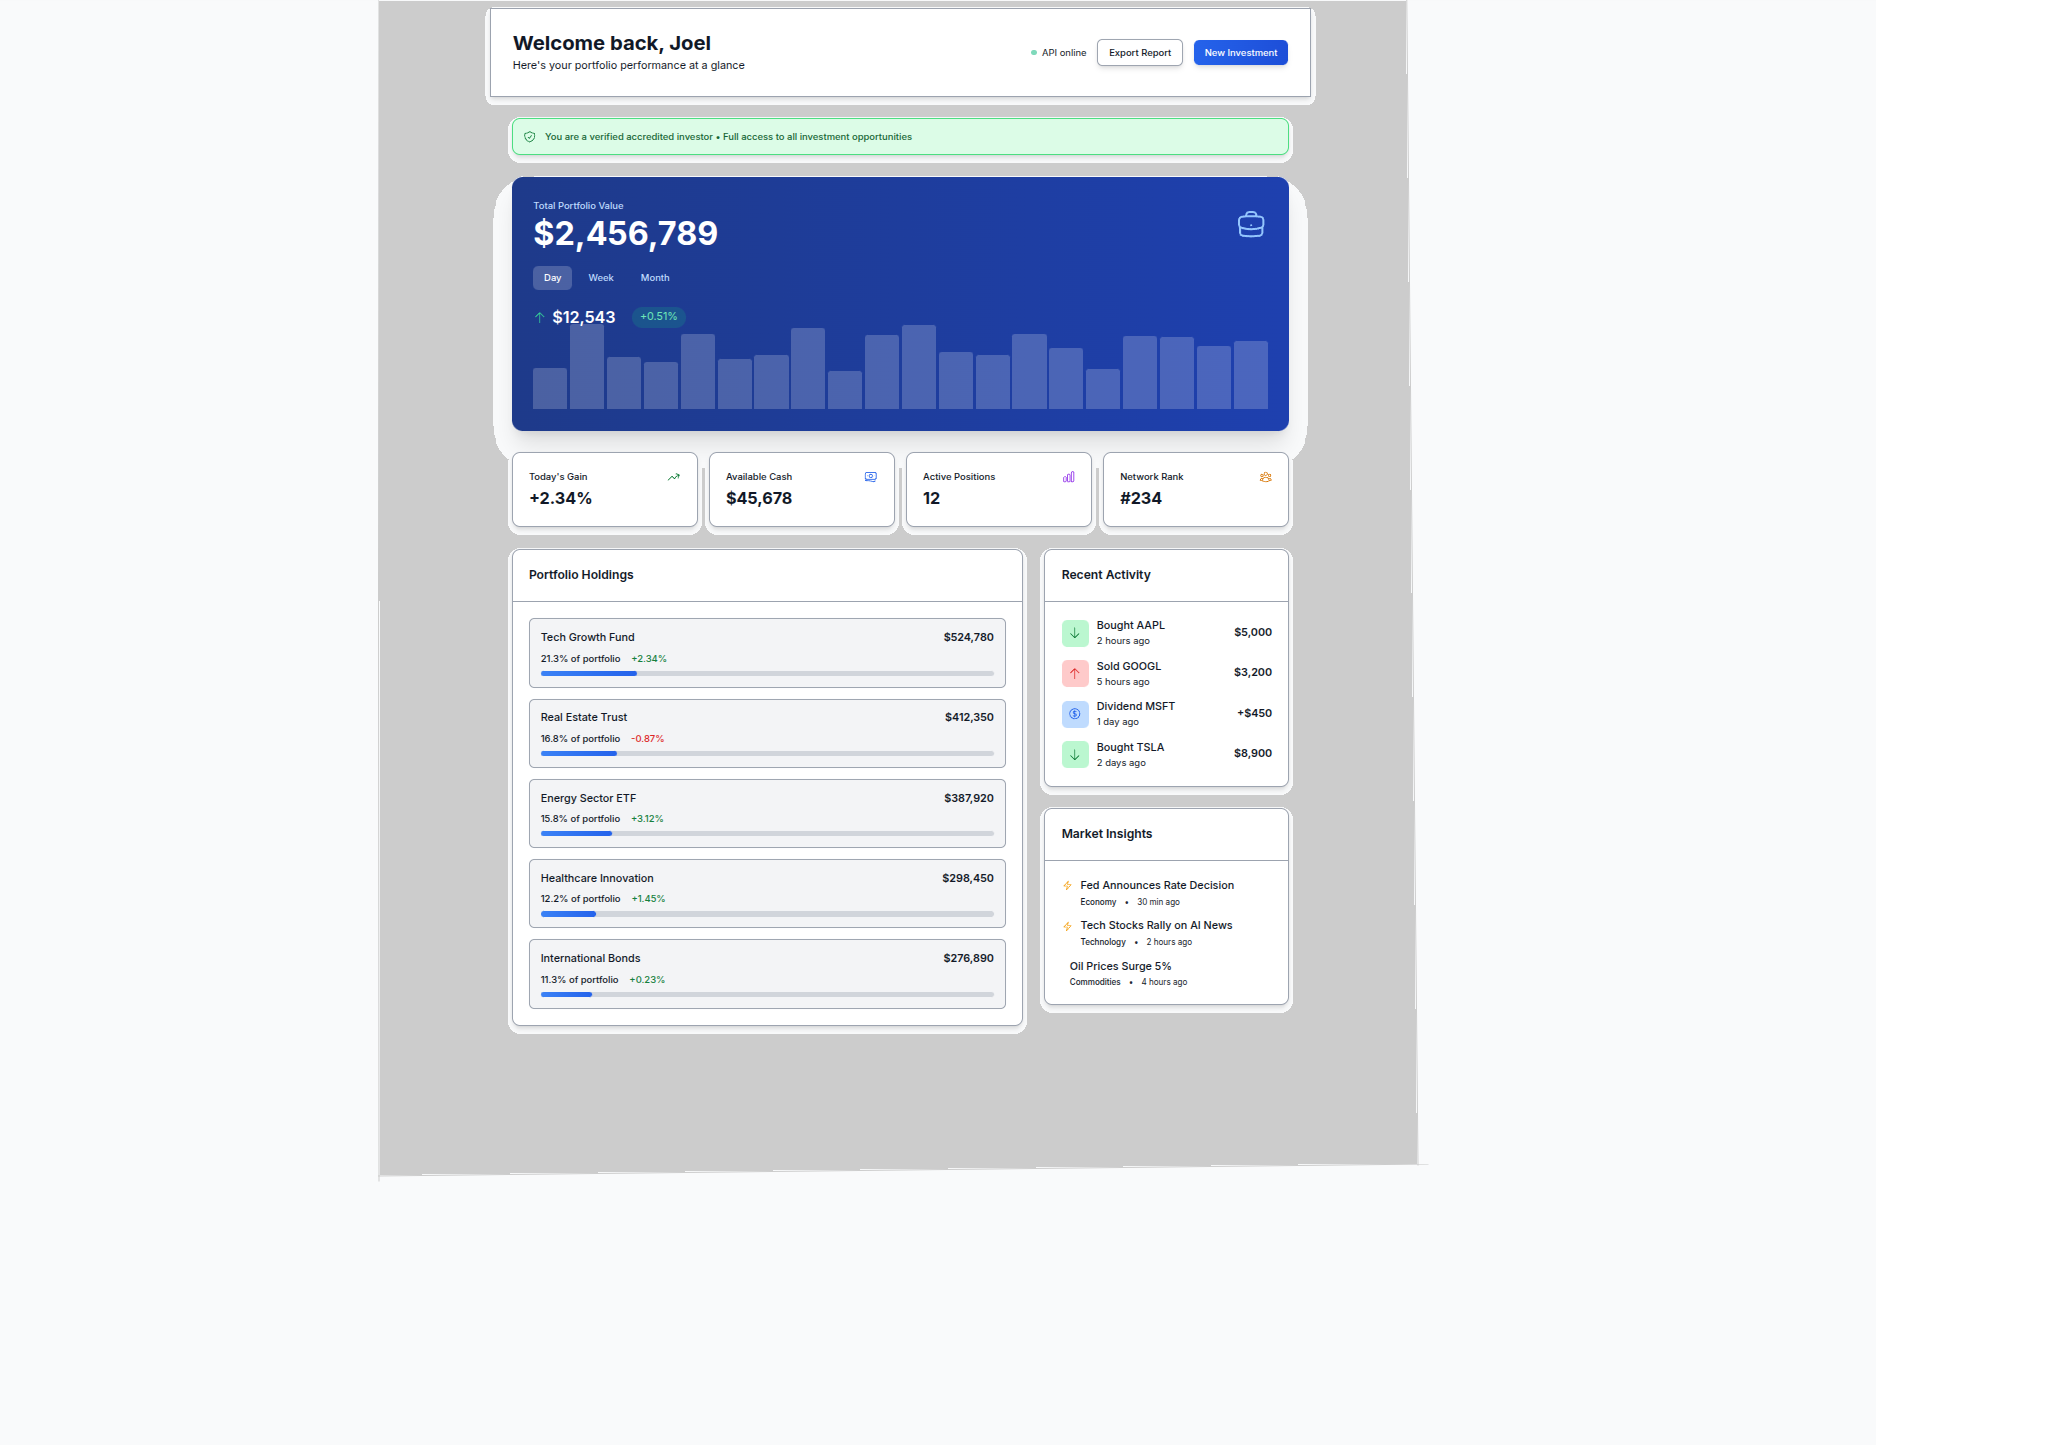 Welcome back, Joel
Here's your portfolio performance at a glance
API online
Export Report
New Investment
You are a verified accredited investor • Full access to all investment opportunities
Total Portfolio Value
$2,456,789
Day Week Month
$12,543 +0.51%
Today's Gain
+2.34%
Available Cash
$45,678
Active Positions
12
Network Rank
#234
Portfolio Holdings
Tech Growth Fund $524,780
21.3% of portfolio +2.34%
Real Estate Trust $412,350
16.8% of portfolio -0.87%
Energy Sector ETF $387,920
15.8% of portfolio +3.12%
Healthcare Innovation $298,450
12.2% of portfolio +1.45%
International Bonds $276,890
11.3% of portfolio +0.23%
Recent Activity
Bought AAPL $5,000
2 hours ago
Sold GOOGL $3,200
5 hours ago
Dividend MSFT +$450
1 day ago
Bought TSLA $8,900
2 days ago
Market Insights
Fed Announces Rate Decision
Economy • 30 min ago
Tech Stocks Rally on AI News
Technology • 2 hours ago
Oil Prices Surge 5%
Commodities • 4 hours ago